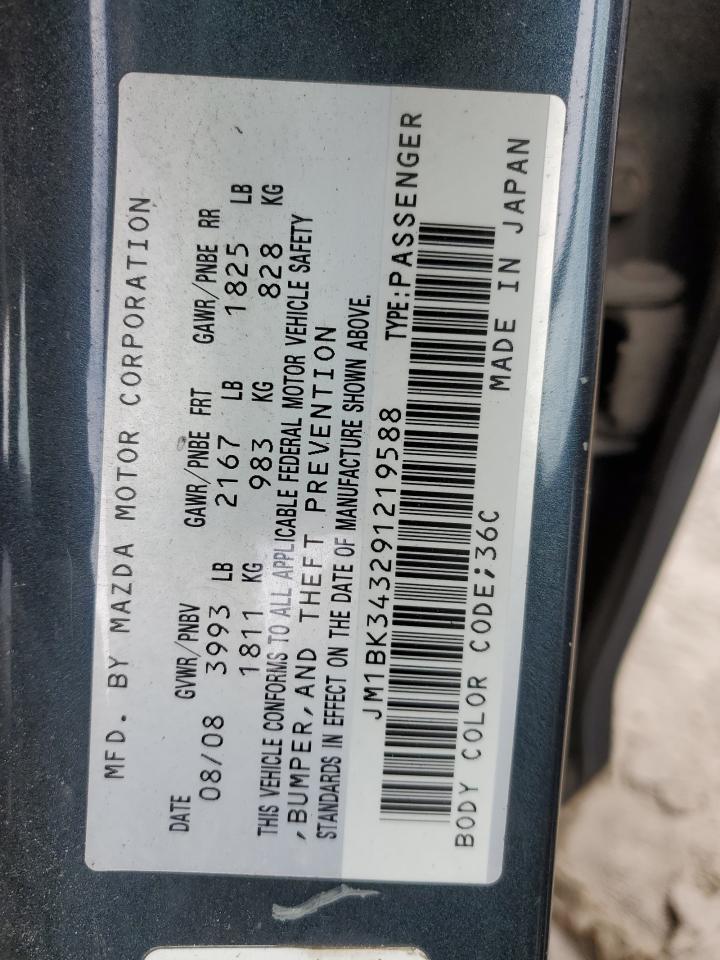 MFD. BY MAZDA MOTOR CORPORATION
DATE GVWR/PNBV GAWR/PNBE FRT GAWR/PNBE RR
08/08 3993 LB 2167 LB 1825 LB
1811 KG 983 KG 828 KG
THIS VEHICLE CONFORMS TO ALL APPLICABLE FEDERAL MOTOR VEHICLE SAFETY
,BUMPER,AND THEFT PREVENTION
STANDARDS IN EFFECT ON THE DATE OF MANUFACTURE SHOWN ABOVE.
JM1BK343291219588 TYPE:PASSENGER
BODY COLOR CODE;36C MADE IN JAPAN